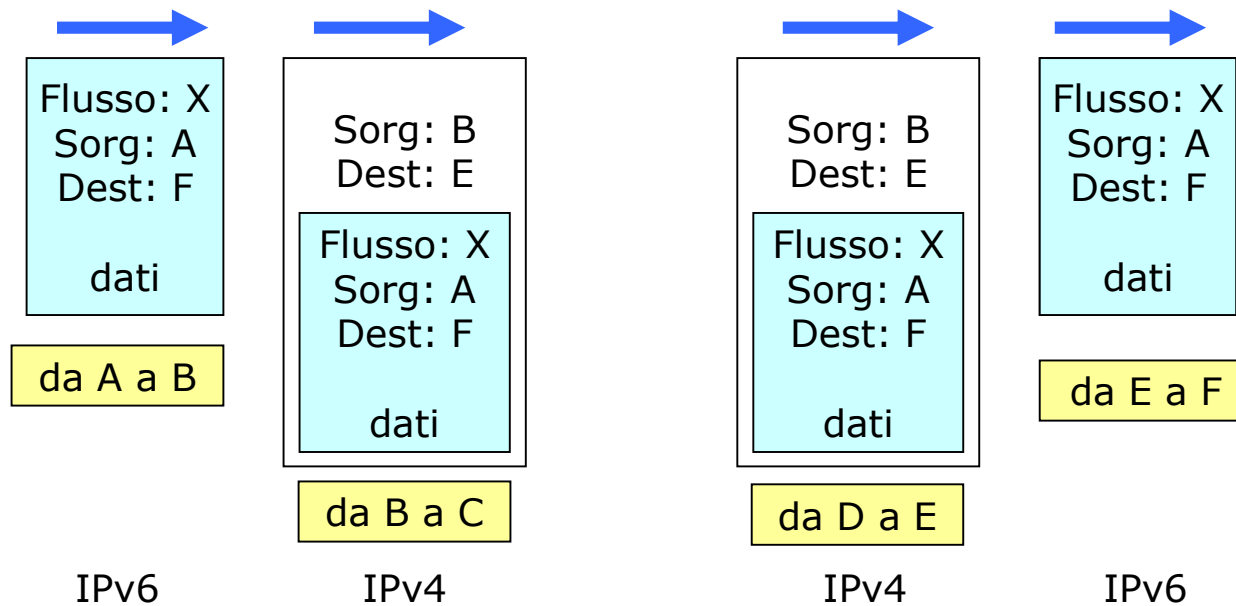 Flusso: X
Sorg: A
Dest: F
dati
da A a B
IPv6
Sorg: B
Dest: E
Flusso: X
Sorg: A
Dest: F
dati
da B a C
IPv4
Sorg: B
Dest: E
Flusso: X
Sorg: A
Dest: F
dati
da D a E
IPv4
Flusso: X
Sorg: A
Dest: F
dati
da E a F
IPv6